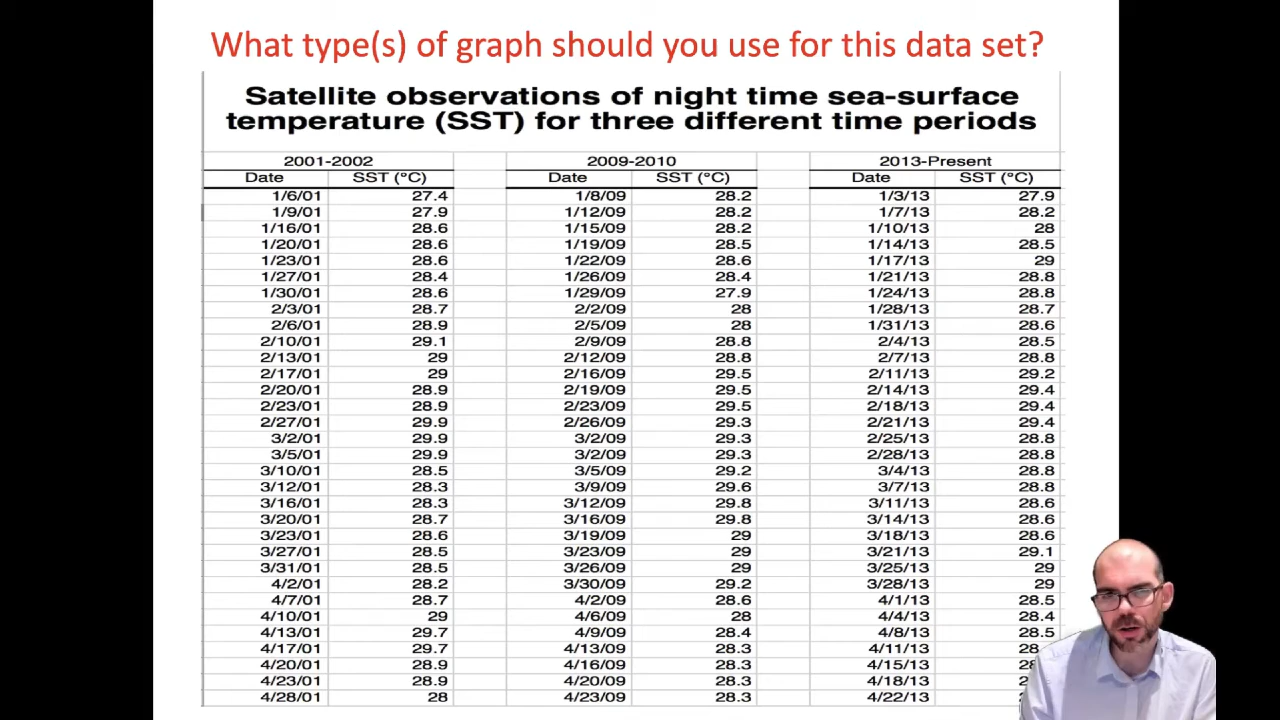 What type(s) of graph should you use for this data set?
Satellite observations of night time sea-surface
temperature (SST) for three different time periods
2001-2002 2009-2010 2013-Present
Date SST (°C) Date SST (°C) Date SST (°C)
1/6/01 27.4 1/8/09 28.2 1/3/13 27.9
1/9/01 27.9 1/12/09 28.2 1/7/13 28.2
1/16/01 28.6 1/15/09 28.2 1/10/13 28
1/20/01 28.6 1/19/09 28.5 1/14/13 28.5
1/23/01 28.6 1/22/09 28.6 1/17/13 29
1/27/01 28.4 1/26/09 28.4 1/21/13 28.8
1/30/01 28.6 1/29/09 27.9 1/24/13 28.8
2/3/01 28.7 2/2/09 28 1/28/13 28.7
2/6/01 28.9 2/5/09 28 1/31/13 28.6
2/10/01 29.1 2/9/09 28.8 2/4/13 28.5
2/13/01 29 2/12/09 28.8 2/7/13 28.8
2/17/01 29 2/16/09 29.5 2/11/13 29.2
2/20/01 28.9 2/19/09 29.5 2/14/13 29.4
2/23/01 28.9 2/23/09 29.5 2/18/13 29.4
2/27/01 29.9 2/26/09 29.3 2/21/13 29.4
3/2/01 29.9 3/2/09 29.3 2/25/13 28.8
3/5/01 29.9 3/2/09 29.3 2/28/13 28.8
3/10/01 28.5 3/5/09 29.2 3/4/13 28.8
3/12/01 28.3 3/9/09 29.6 3/7/13 28.8
3/16/01 28.3 3/12/09 29.8 3/11/13 28.6
3/20/01 28.7 3/16/09 29.8 3/14/13 28.6
3/23/01 28.6 3/19/09 29 3/18/13 28.6
3/27/01 28.5 3/23/09 29 3/21/13 29.1
3/31/01 28.5 3/26/09 29 3/25/13 29
4/2/01 28.2 3/30/09 29.2 3/28/13 29
4/7/01 28.7 4/2/09 28.6 4/1/13 28.5
4/10/01 29 4/6/09 28 4/4/13 28.4
4/13/01 29.7 4/9/09 28.4 4/8/13 28.5
4/17/01 29.7 4/13/09 28.3 4/11/13
4/20/01 28.9 4/16/09 28.3 4/15/13
4/23/01 28.9 4/20/09 28.3 4/18/13
4/28/01 28 4/23/09 28.3 4/22/13